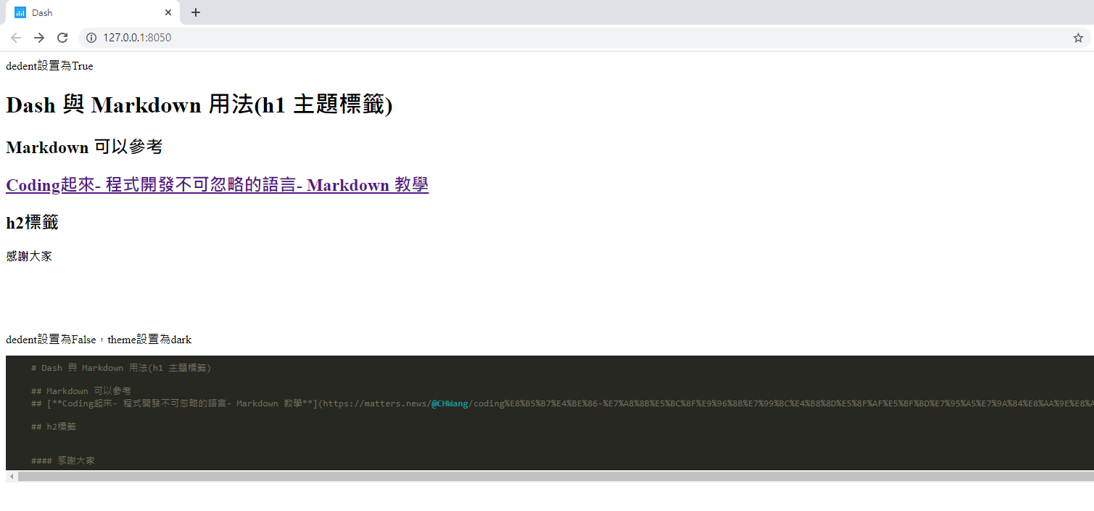 Dash
127.0.0.1:8050
dedent設置為True
Dash 與 Markdown 用法(h1 主題標籤)
Markdown 可以參考
Coding起來- 程式開發不可忽略的語言- Markdown 教學
h2標籤
感謝大家
dedent設置為False，theme設置為dark
# Dash 與 Markdown 用法(h1 主題標籤)
## Markdown 可以參考
## [**Coding起來- 程式開發不可忽略的語言- Markdown 教學**](https://matters.news/@CHWang/coding%E8%B5%B7%E4%BE%86-%E7%A8%8B%E5%BC%8F%E9%96%8B%E7%99%BC%E4%B8%8D%E5%8F%AF%E5%BF%BD%E7%95%A5%E7%9A%84%E8%AA%9E%E8%A
## h2標籤
#### 感謝大家